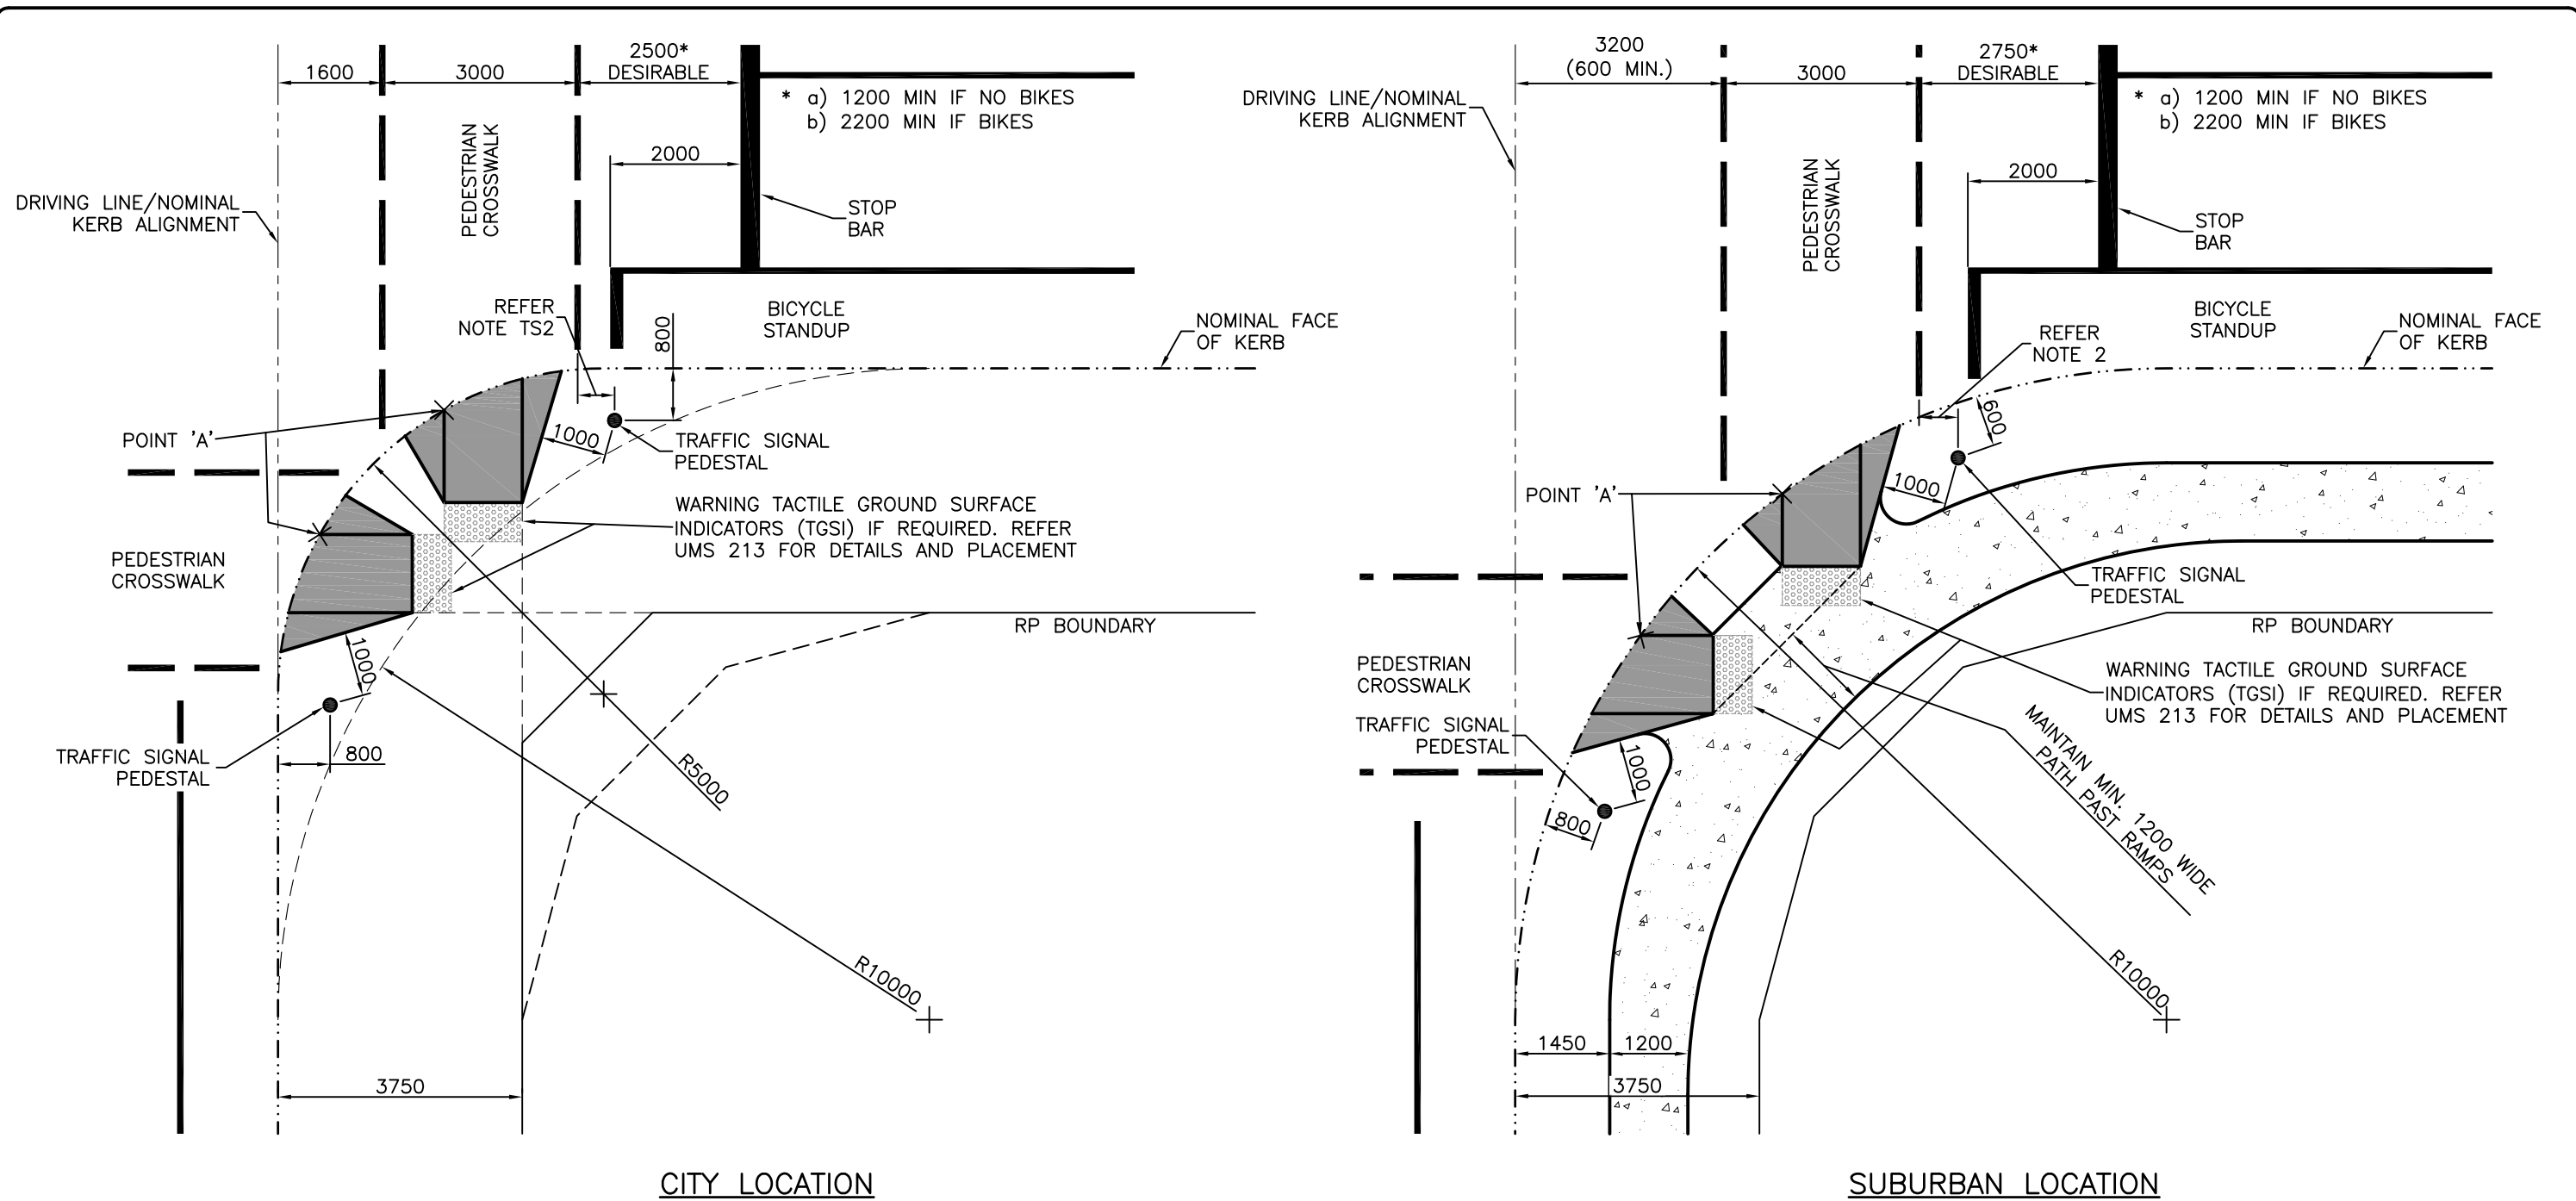 1600
3000
2500*
DESIRABLE
* a) 1200 MIN IF NO BIKES
b) 2200 MIN IF BIKES
PEDESTRIAN
CROSSWALK
2000
DRIVING LINE/NOMINAL
KERB ALIGNMENT
STOP
BAR
REFER
NOTE TS2
800
BICYCLE
STANDUP
NOMINAL FACE
OF KERB
POINT 'A'
1000
TRAFFIC SIGNAL
PEDESTAL
WARNING TACTILE GROUND SURFACE
INDICATORS (TGSI) IF REQUIRED. REFER
UMS 213 FOR DETAILS AND PLACEMENT
PEDESTRIAN
CROSSWALK
RP BOUNDARY
1000
TRAFFIC SIGNAL
PEDESTAL
800
R5000
R10000
3750
CITY LOCATION
3200
(600 MIN.)
3000
2750*
DESIRABLE
DRIVING LINE/NOMINAL
KERB ALIGNMENT
* a) 1200 MIN IF NO BIKES
b) 2200 MIN IF BIKES
PEDESTRIAN
CROSSWALK
2000
STOP
BAR
BICYCLE
STANDUP
REFER
NOTE 2
NOMINAL FACE
OF KERB
600
POINT 'A'
1000
TRAFFIC SIGNAL
PEDESTAL
RP BOUNDARY
PEDESTRIAN
CROSSWALK
WARNING TACTILE GROUND SURFACE
INDICATORS (TGSI) IF REQUIRED. REFER
UMS 213 FOR DETAILS AND PLACEMENT
TRAFFIC SIGNAL
PEDESTAL
1000
800
MAINTAIN MIN. 1200 WIDE
PATH PAST RAMPS
R10000
1450
1200
3750
SUBURBAN LOCATION